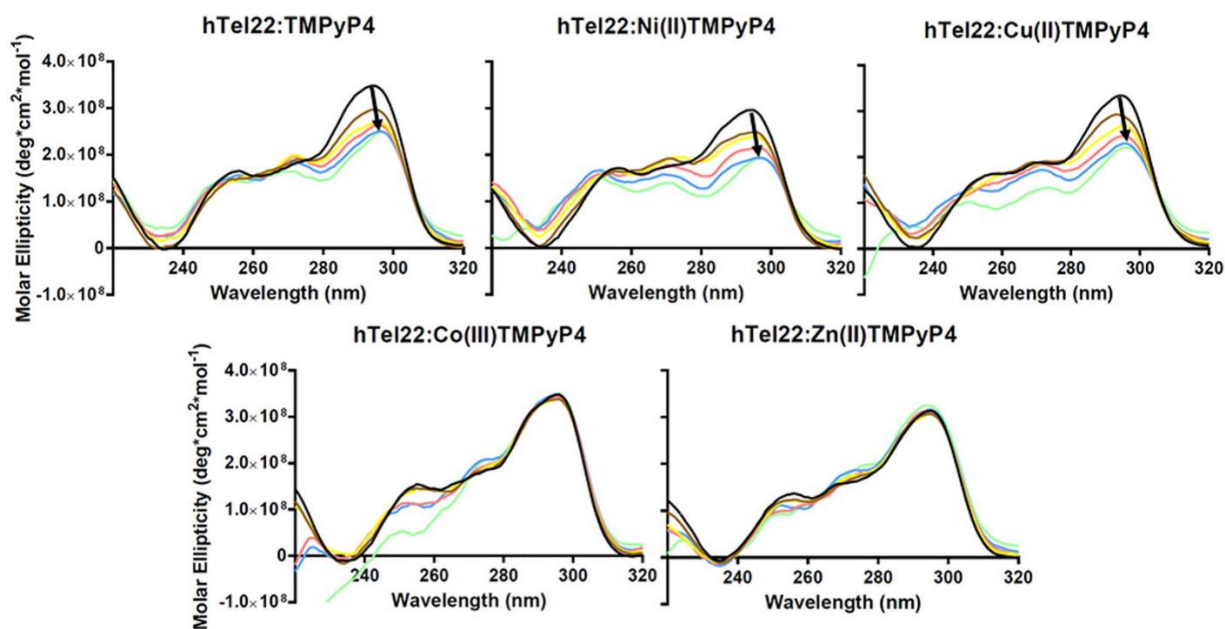 hTel22:TMPyP4
hTel22:Ni(II)TMPyP4
hTel22:Cu(II)TMPyP4
Molar Ellipticity (deg*cm²*mol⁻¹)
4.0×10⁸
3.0×10⁸
2.0×10⁸
1.0×10⁸
0
-1.0×10⁸
240 260 280 300 320
240 260 280 300 320
240 260 280 300 320
Wavelength (nm)
Wavelength (nm)
Wavelength (nm)
hTel22:Co(III)TMPyP4
hTel22:Zn(II)TMPyP4
Molar Ellipticity (deg*cm²*mol⁻¹)
4.0×10⁸
3.0×10⁸
2.0×10⁸
1.0×10⁸
0
-1.0×10⁸
240 260 280 300 320
240 260 280 300 320
Wavelength (nm)
Wavelength (nm)